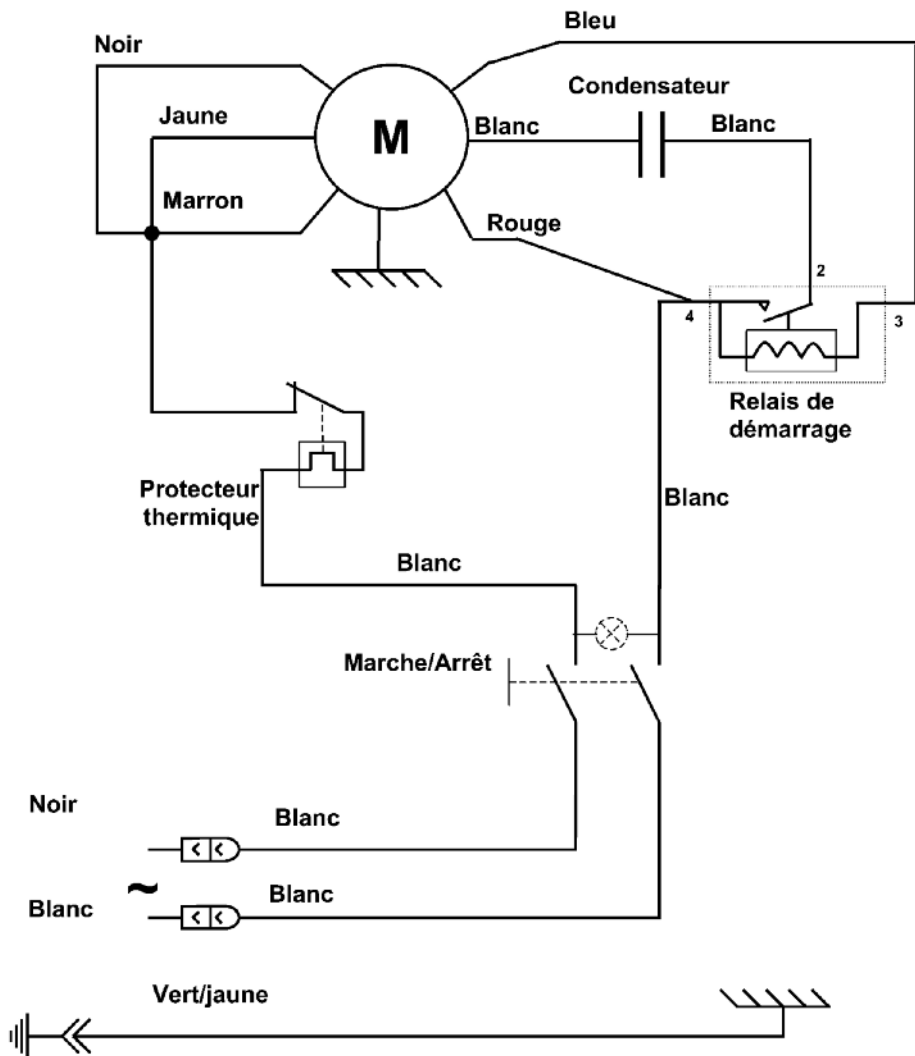 Bleu
Noir
Condensateur
Jaune
M
Blanc
Blanc
Marron
Rouge
2
4
3
Relais de
démarrage
Protecteur
thermique
Blanc
Blanc
Marche/Arrêt
Noir
Blanc
~
Blanc
Blanc
Vert/jaune